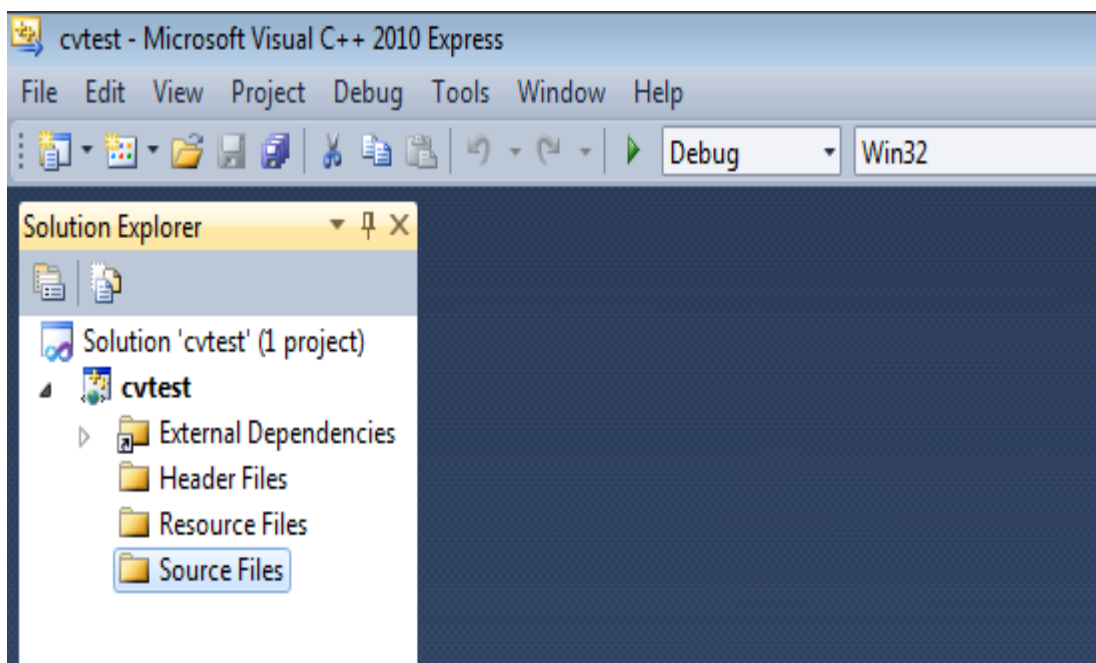 cvtest - Microsoft Visual C++ 2010 Express
File Edit View Project Debug Tools Window Help
Debug Win32
Solution Explorer
Solution 'cvtest' (1 project)
cvtest
External Dependencies
Header Files
Resource Files
Source Files